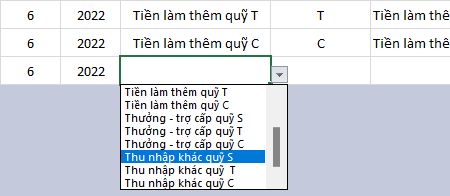 6 2022 Tiền làm thêm quỹ T T Tiền làm thêm
6 2022 Tiền làm thêm quỹ C C Tiền làm thêm
6 2022
Tiền làm thêm quỹ T
Tiền làm thêm quỹ C
Thưởng - trợ cấp quỹ S
Thưởng - trợ cấp quỹ T
Thưởng - trợ cấp quỹ C
Thu nhập khác quỹ S
Thu nhập khác quỹ  T
Thu nhập khác quỹ C